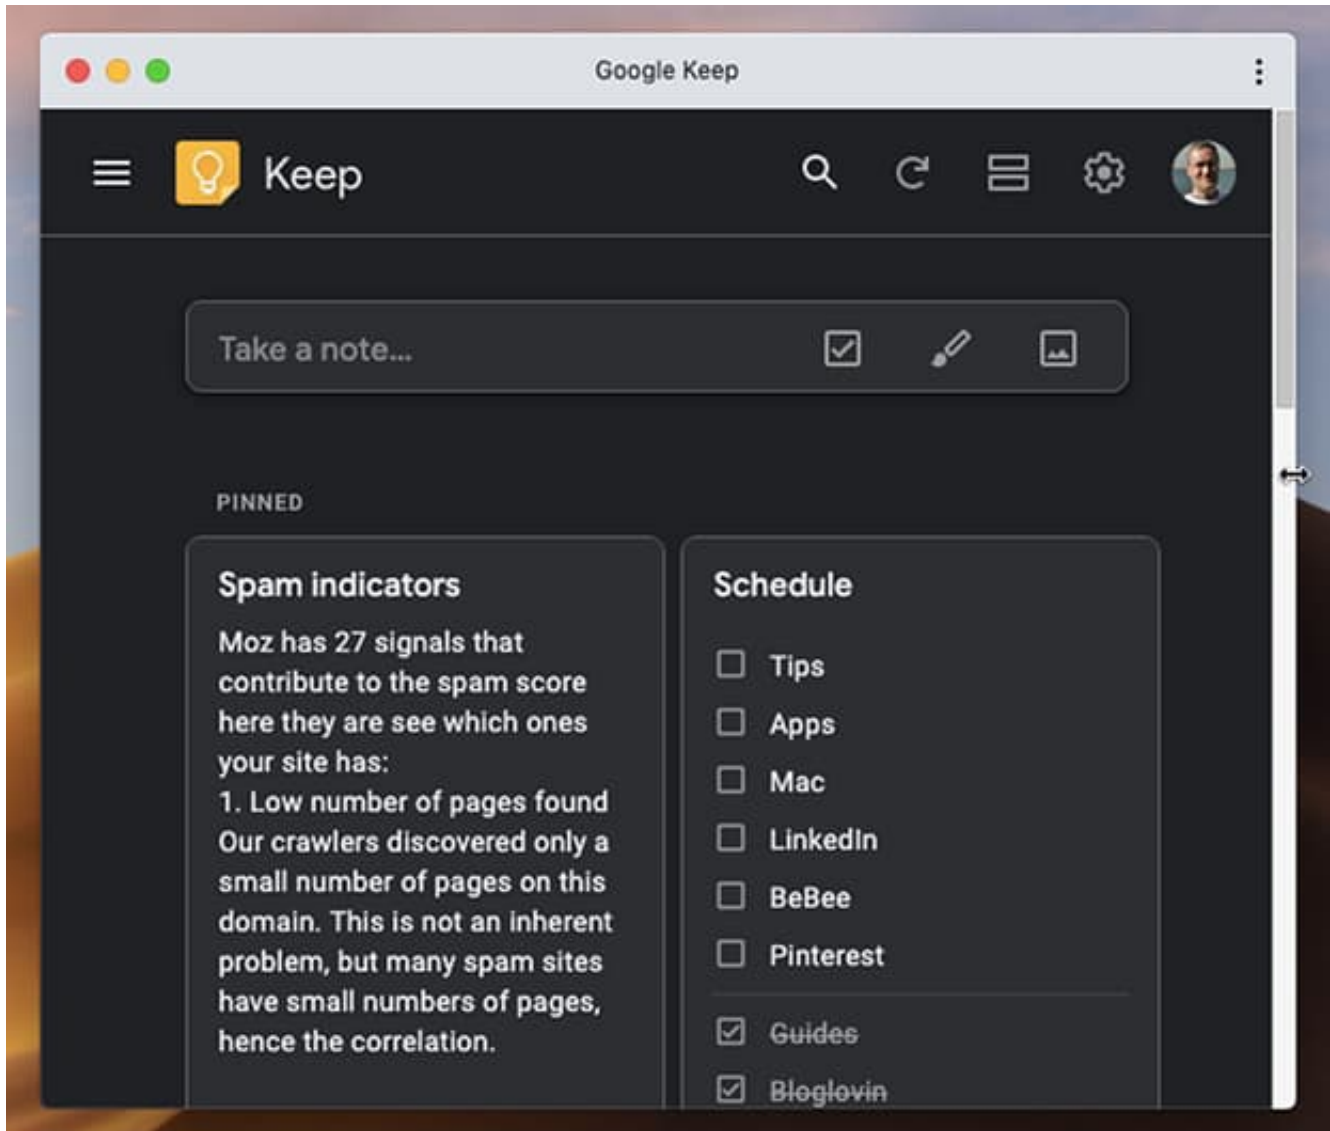 Google Keep
Keep
Take a note...
PINNED
Spam indicators
Moz has 27 signals that
contribute to the spam score
here they are see which ones
your site has:
1. Low number of pages found
Our crawlers discovered only a
small number of pages on this
domain. This is not an inherent
problem, but many spam sites
have small numbers of pages,
hence the correlation.
Schedule
Tips
Apps
Mac
LinkedIn
BeBee
Pinterest
Guides
Bloglovin